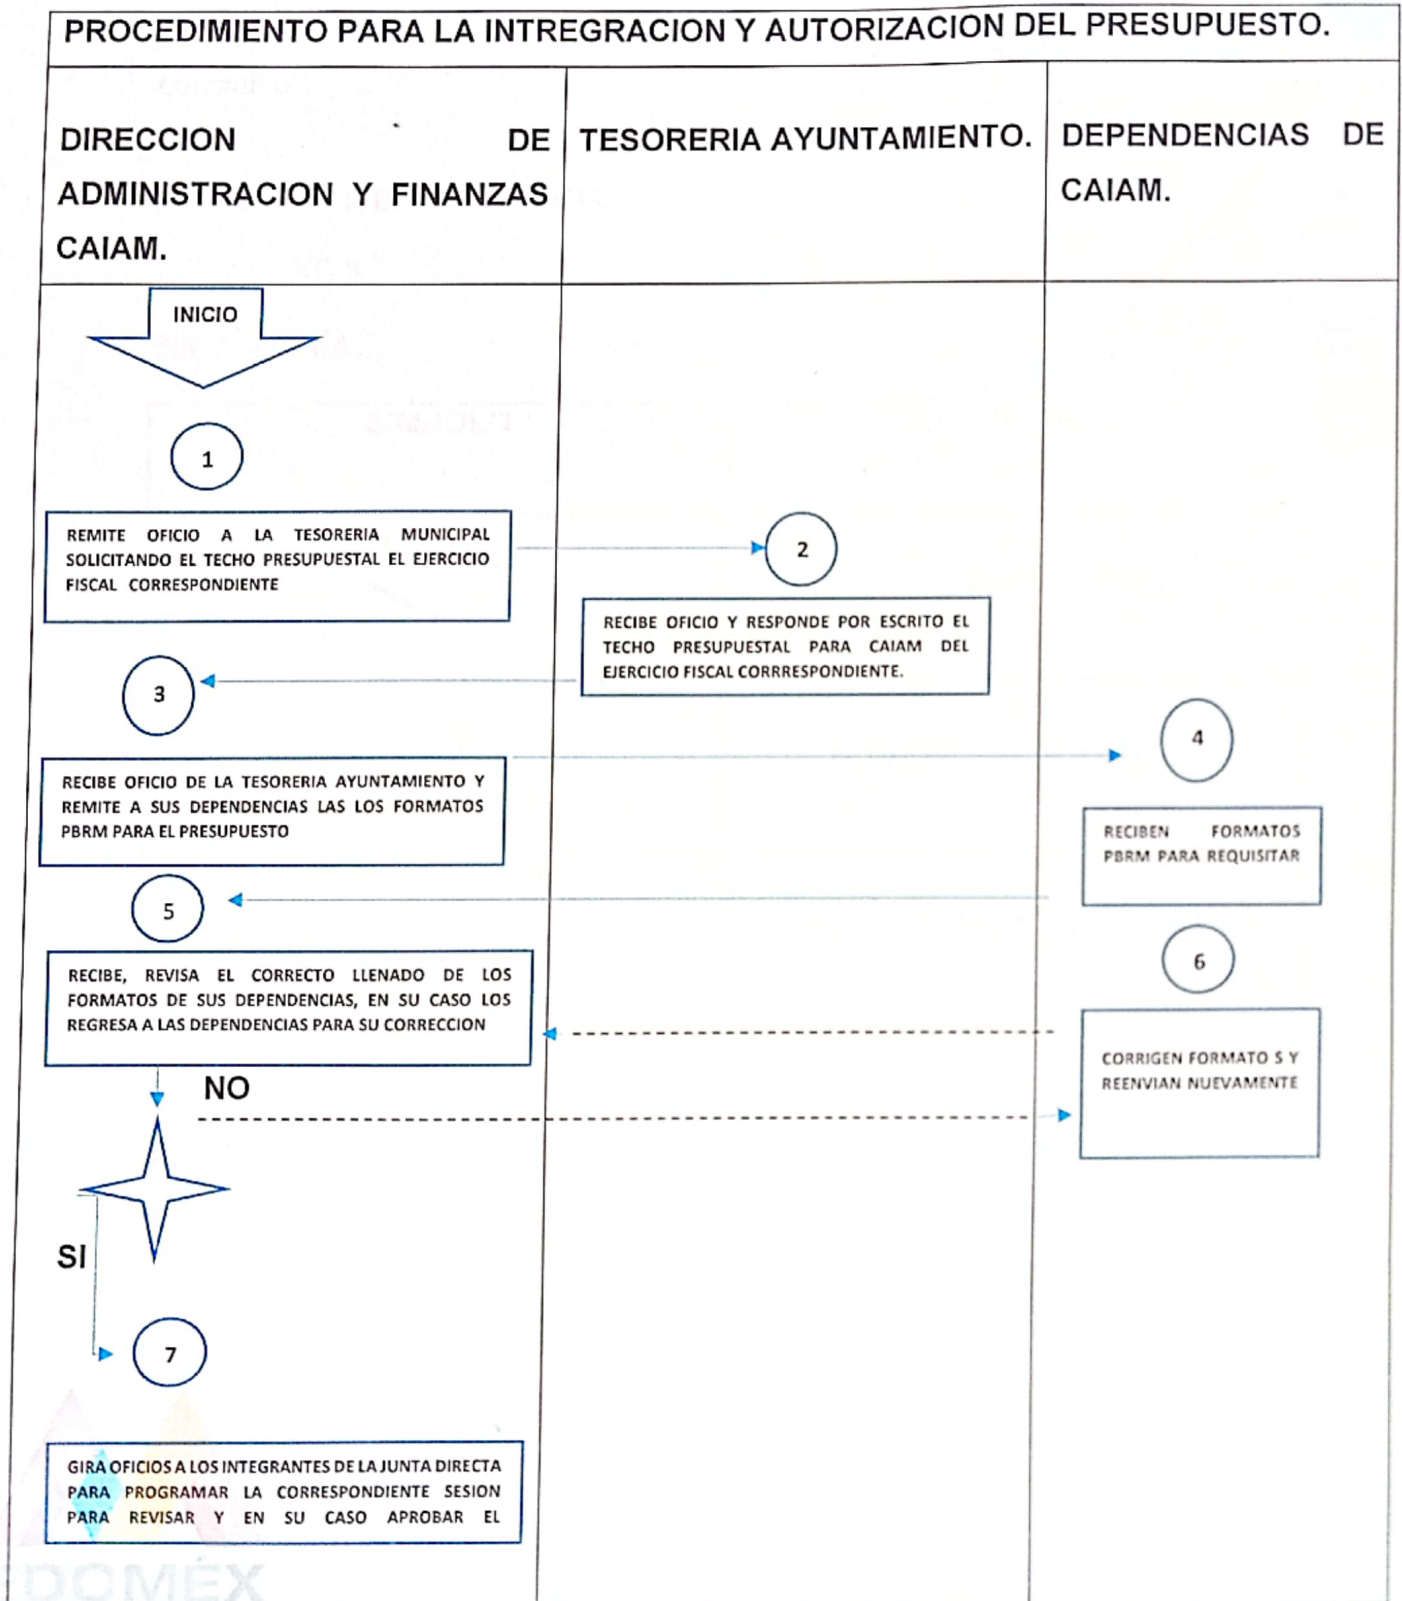 PROCEDIMIENTO PARA LA INTREGRACION Y AUTORIZACION DEL PRESUPUESTO.
DIRECCION DE
ADMINISTRACION Y FINANZAS
CAIAM.
TESORERIA AYUNTAMIENTO.
DEPENDENCIAS DE
CAIAM.
INICIO
1
REMITE OFICIO A LA TESORERIA MUNICIPAL
SOLICITANDO EL TECHO PRESUPUESTAL EL EJERCICIO
FISCAL CORRESPONDIENTE
2
RECIBE OFICIO Y RESPONDE POR ESCRITO EL
TECHO PRESUPUESTAL PARA CAIAM DEL
EJERCICIO FISCAL CORRRESPONDIENTE.
3
RECIBE OFICIO DE LA TESORERIA AYUNTAMIENTO Y
REMITE A SUS DEPENDENCIAS LAS LOS FORMATOS
PBRM PARA EL PRESUPUESTO
4
RECIBEN FORMATOS
PBRM PARA REQUISITAR
5
RECIBE, REVISA EL CORRECTO LLENADO DE LOS
FORMATOS DE SUS DEPENDENCIAS, EN SU CASO LOS
REGRESA A LAS DEPENDENCIAS PARA SU CORRECCION
6
CORRIGEN FORMATO S Y
REENVIAN NUEVAMENTE
NO
SI
7
GIRA OFICIOS A LOS INTEGRANTES DE LA JUNTA DIRECTA
PARA PROGRAMAR LA CORRESPONDIENTE SESION
PARA REVISAR Y EN SU CASO APROBAR EL
EDOMÉX